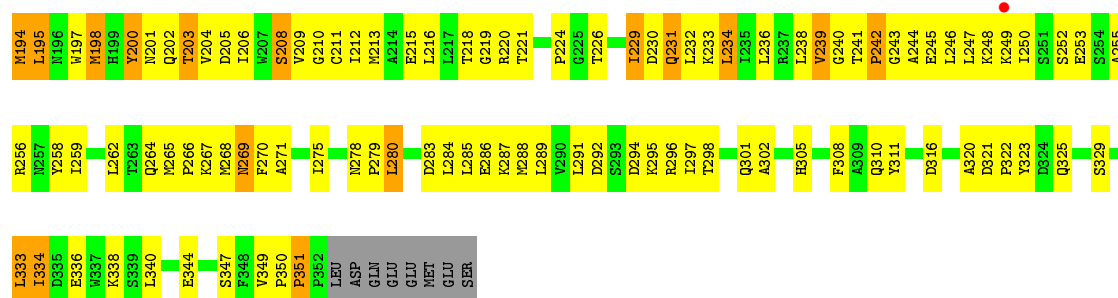 M194 L195 N196 W197 M198 H199 Y200 N201 Q202 T203 V204 D205 I206 W207 S208 V209 G210 C211 I212 M213 A214 E215 L216 L217 T218 G219 R220 T221 P224 G225 T226 I229 D230 Q231 L232 K233 L234 I235 L236 R237 L238 V239 G240 T241 P242 G243 A244 E245 L246 L247 K248 K249 I250 S251 S252 E253 S254 A255
R256 N257 Y258 I259 L262 T263 Q264 M265 P266 K267 M268 N269 F270 A271 I275 N278 P279 L280 D283 L284 L285 E286 K287 M288 L289 V290 L291 D292 S293 D294 K295 R296 I297 T298 Q301 A302 H305 F308 A309 Q310 Y311 D316 A320 D321 P322 Y323 D324 Q325 S329
L333 I334 D335 E336 W337 K338 S339 L340 E344 S347 F348 V349 P350 P351 P352 LEU ASP GLN GLU GLU MET GLU SER